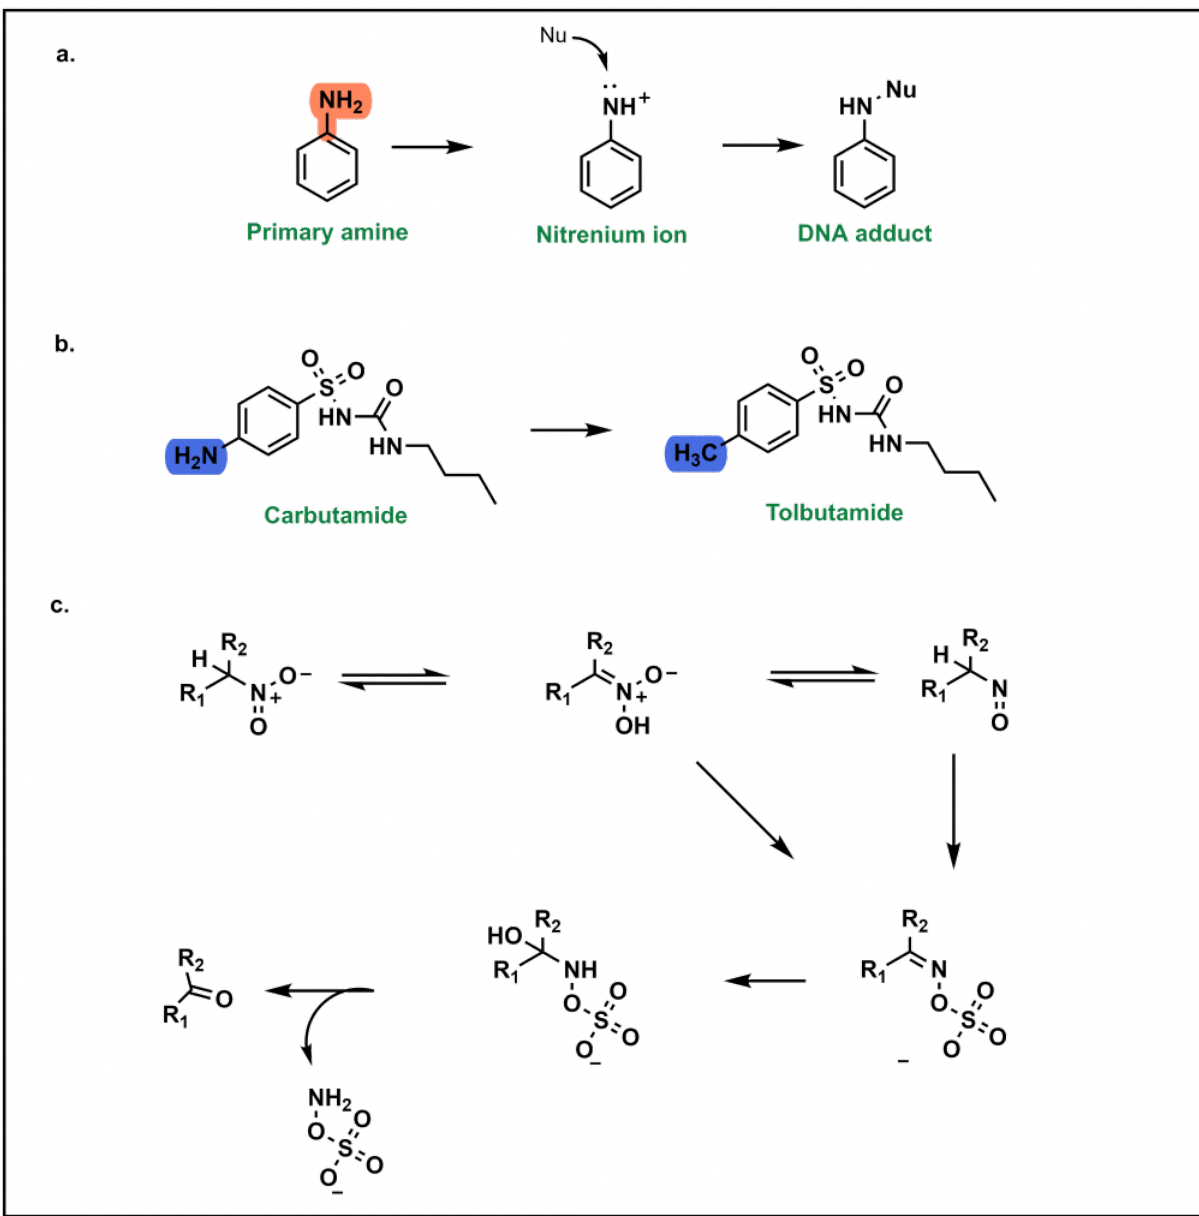 a.
Nu
NH2
NH+
HN
Nu
Primary amine
Nitrenium ion
DNA adduct
b.
O
O
S
O
HN
HN
H2N
Carbutamide
O
O
S
O
HN
HN
H3C
Tolbutamide
c.
R2
H
R1
N
+
O−
O
R2
R1
N
+
O−
OH
R2
H
R1
N
O
R2
R1
O
HO
R2
R1
NH
O
O
S
O
O
−
R2
R1
N
O
O
S
O
O
−
NH2
O
O
S
O
O
−